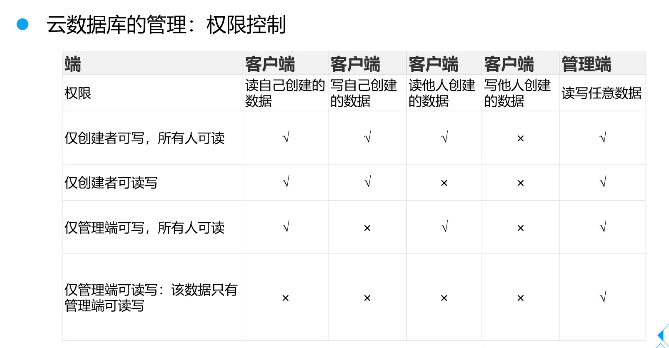 云数据库的管理：权限控制
端 客户端 客户端 客户端 客户端 管理端
权限 读自己创建的数据 写自己创建的数据 读他人创建的数据 写他人创建的数据 读写任意数据
仅创建者可写，所有人可读 √ √ √ × √
仅创建者可读写 √ √ × × √
仅管理端可写，所有人可读 √ × √ × √
仅管理端可读写：该数据只有
管理端可读写 × × × × √